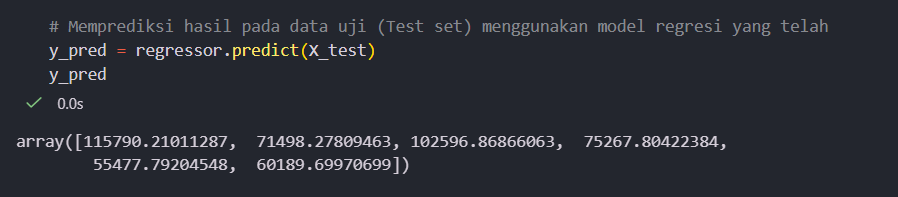 # Memprediksi hasil pada data uji (Test set) menggunakan model regresi yang telah
y_pred = regressor.predict(X_test)
y_pred
0.0s
array([115790.21011287,  71498.27809463, 102596.86866063,  75267.80422384,
55477.79204548,  60189.69970699])